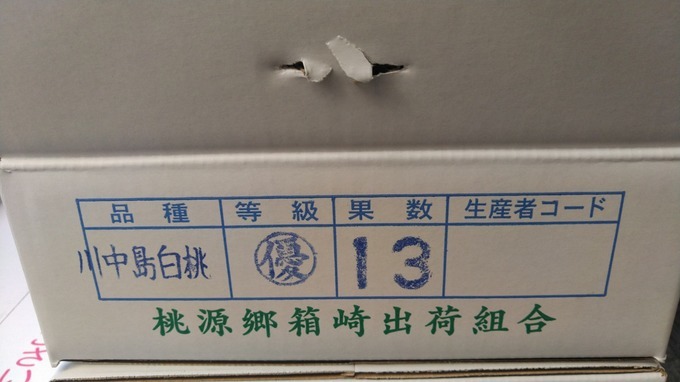 品種 等級 果数 生産者コード
川中島白桃 優 13
桃源郷箱崎出荷組合